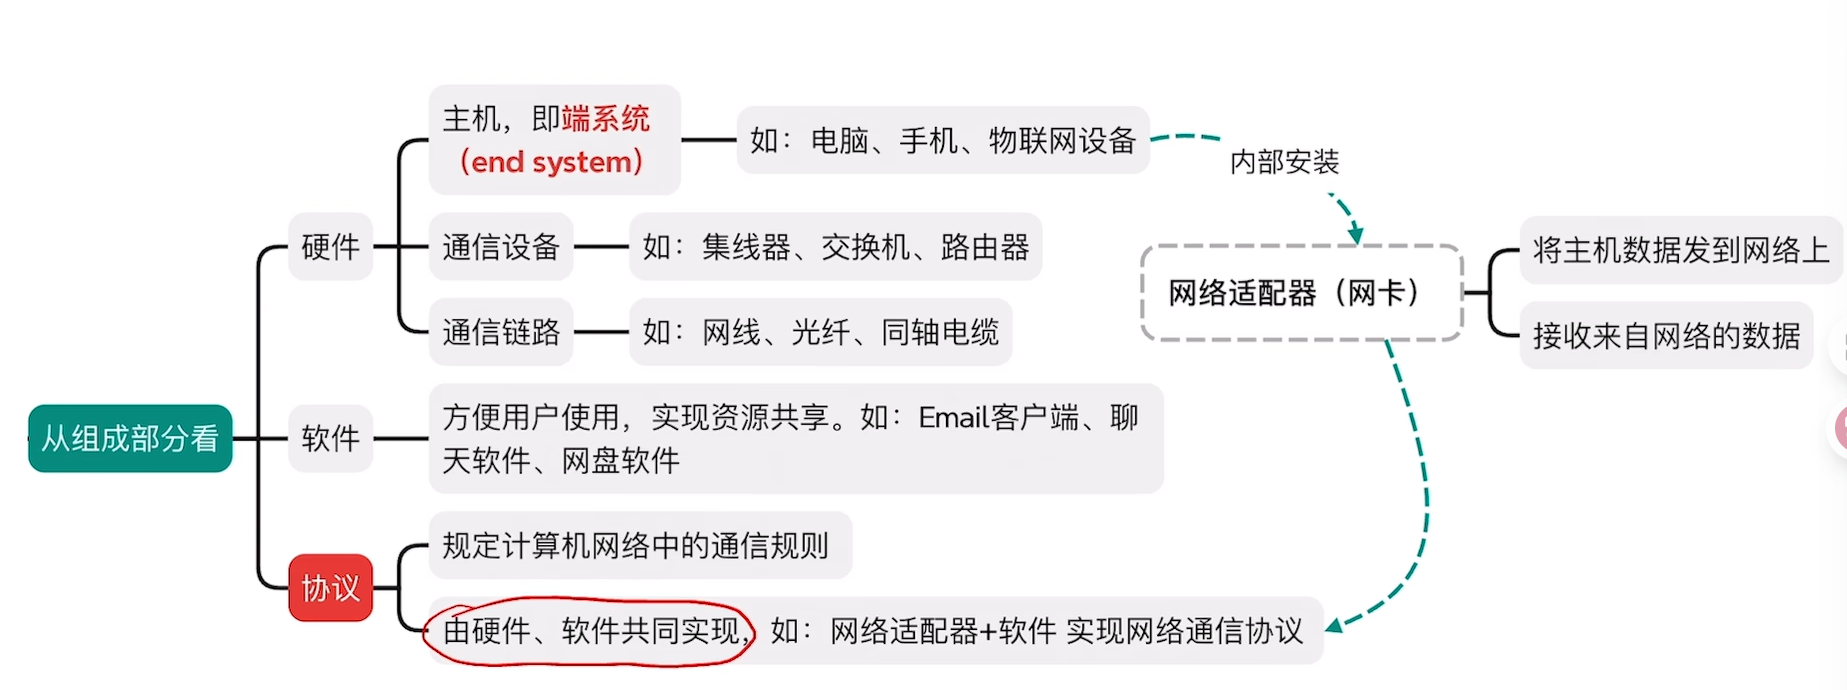 主机，即端系统
（end system）
如：电脑、手机、物联网设备
内部安装
硬件
通信设备
如：集线器、交换机、路由器
将主机数据发到网络上
网络适配器（网卡）
通信链路
如：网线、光纤、同轴电缆
接收来自网络的数据
从组成部分看
软件
方便用户使用，实现资源共享。如：Email客户端、聊
天软件、网盘软件
协议
规定计算机网络中的通信规则
由硬件、软件共同实现，如：网络适配器+软件 实现网络通信协议